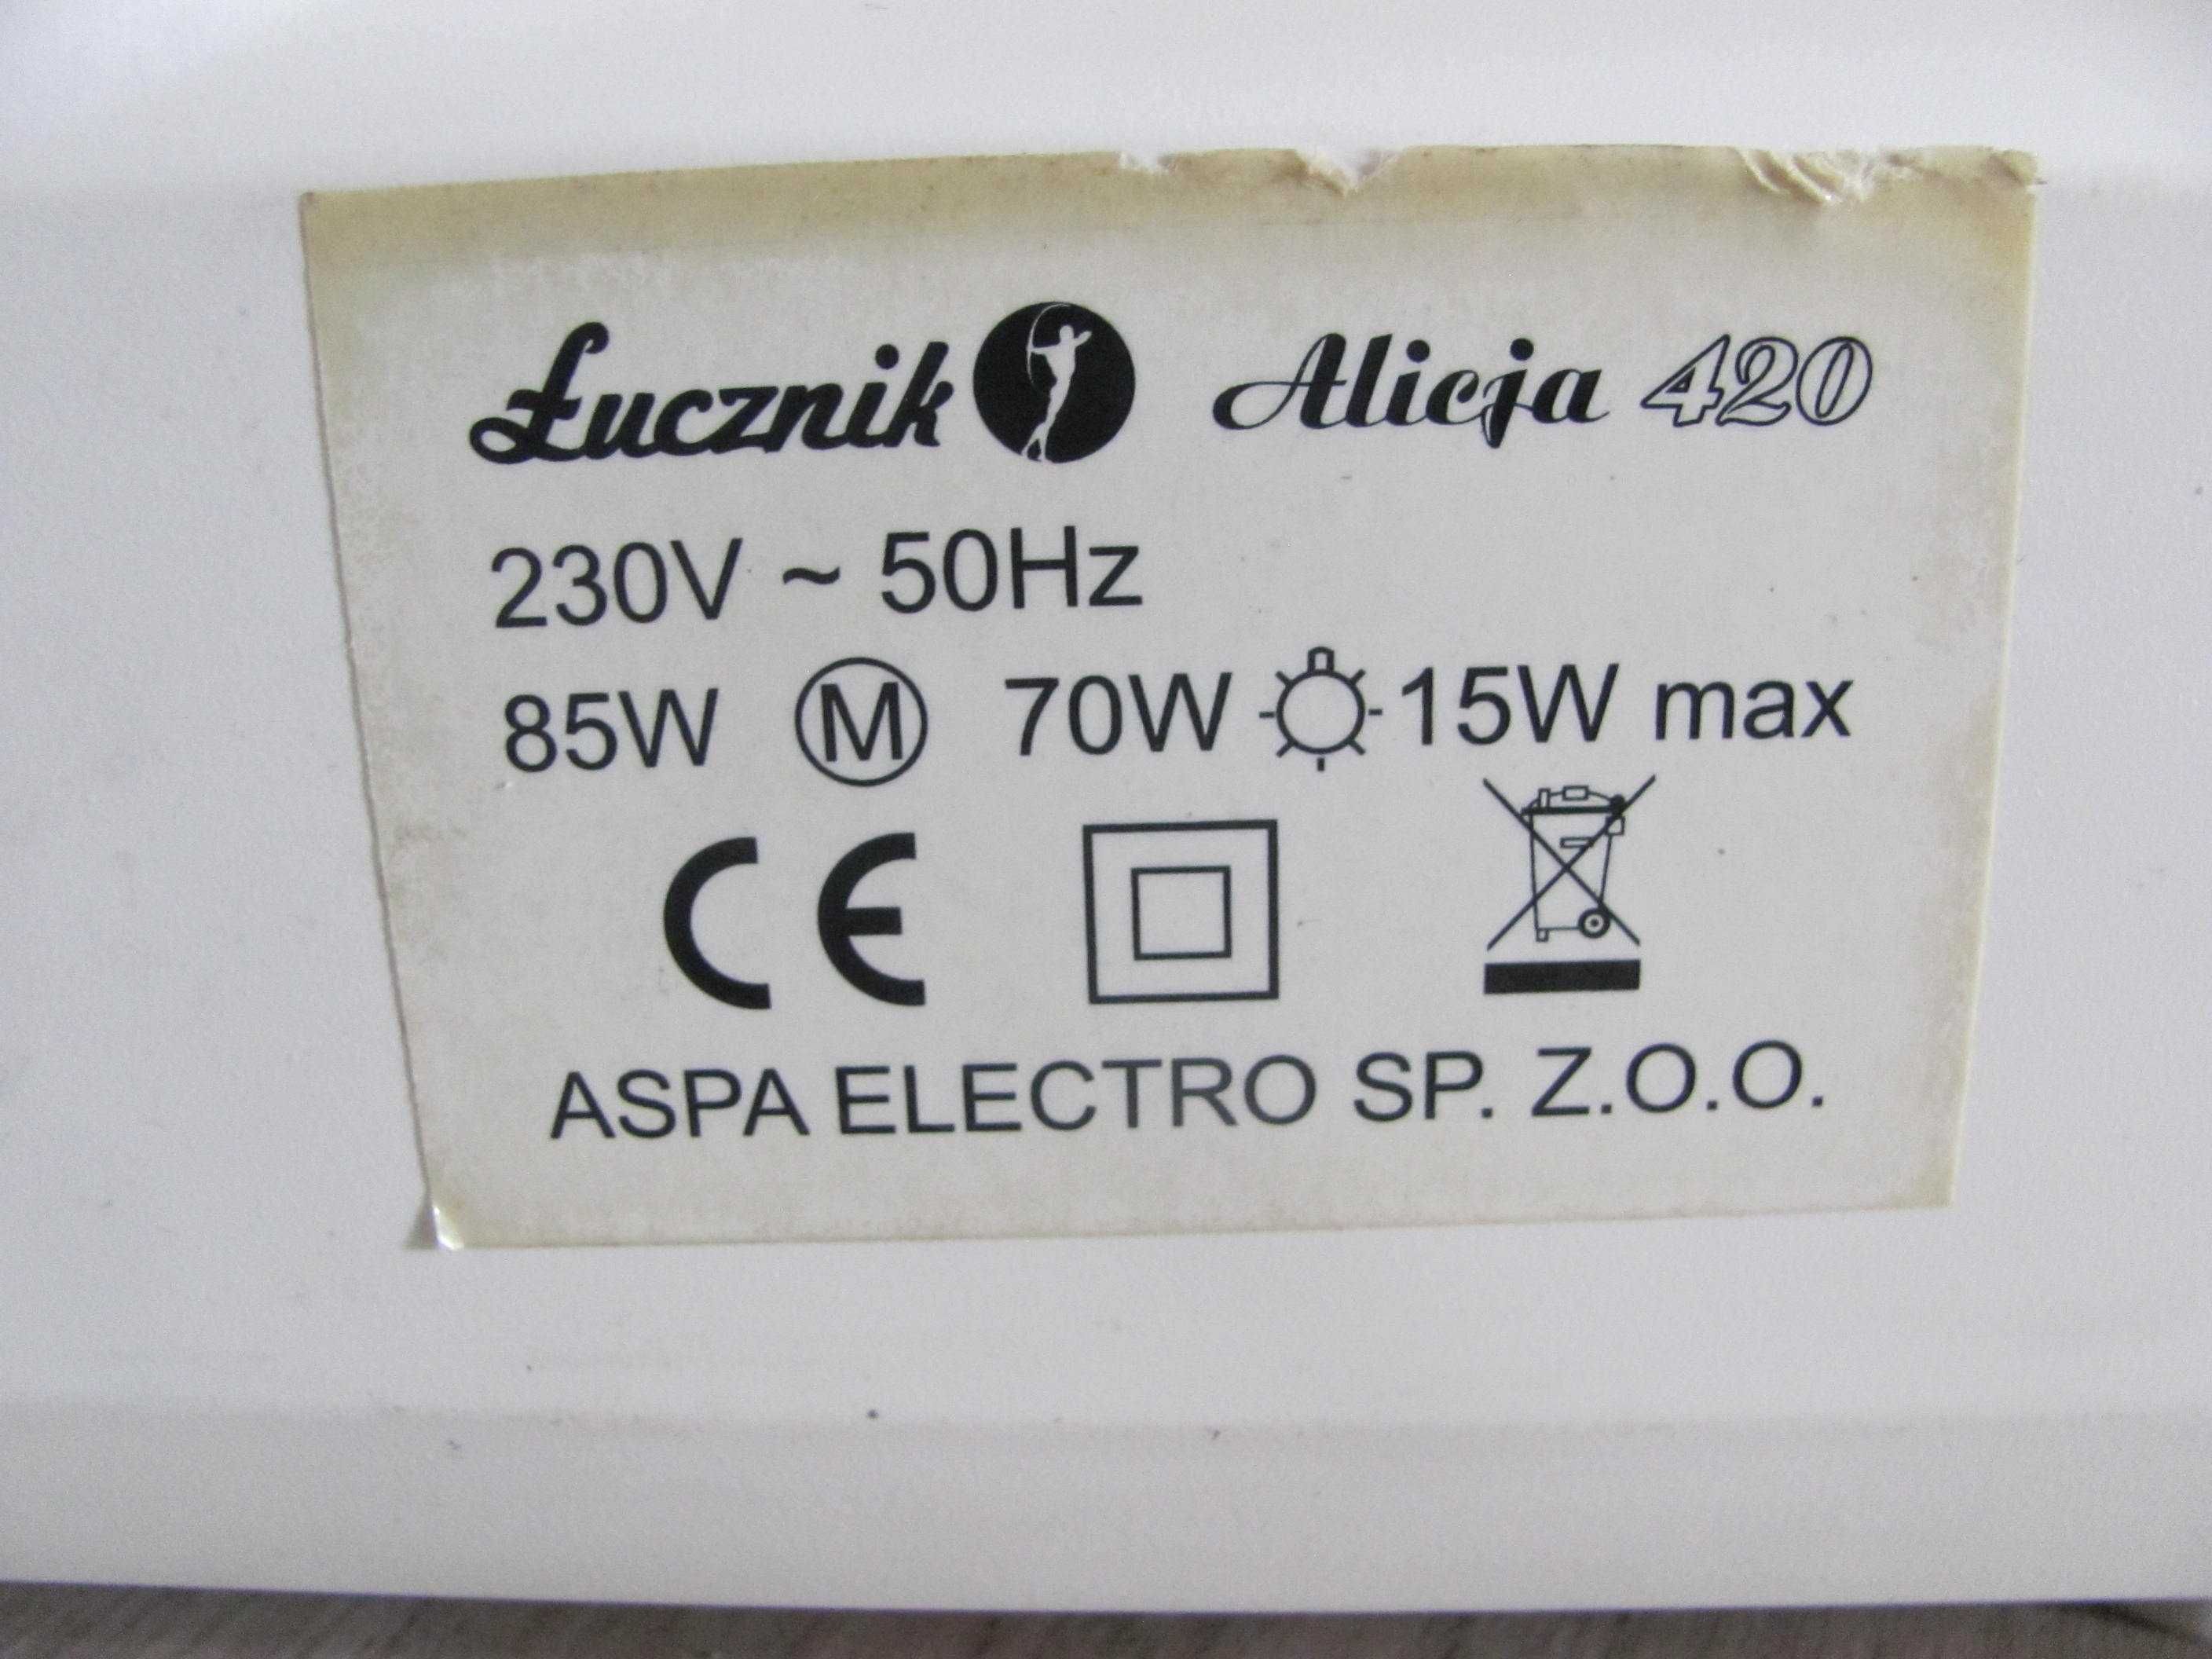 Łucznik Alicja 420
230V ~ 50Hz
85W M 70W 15W max
CE
ASPA ELECTRO SP. Z.O.O.